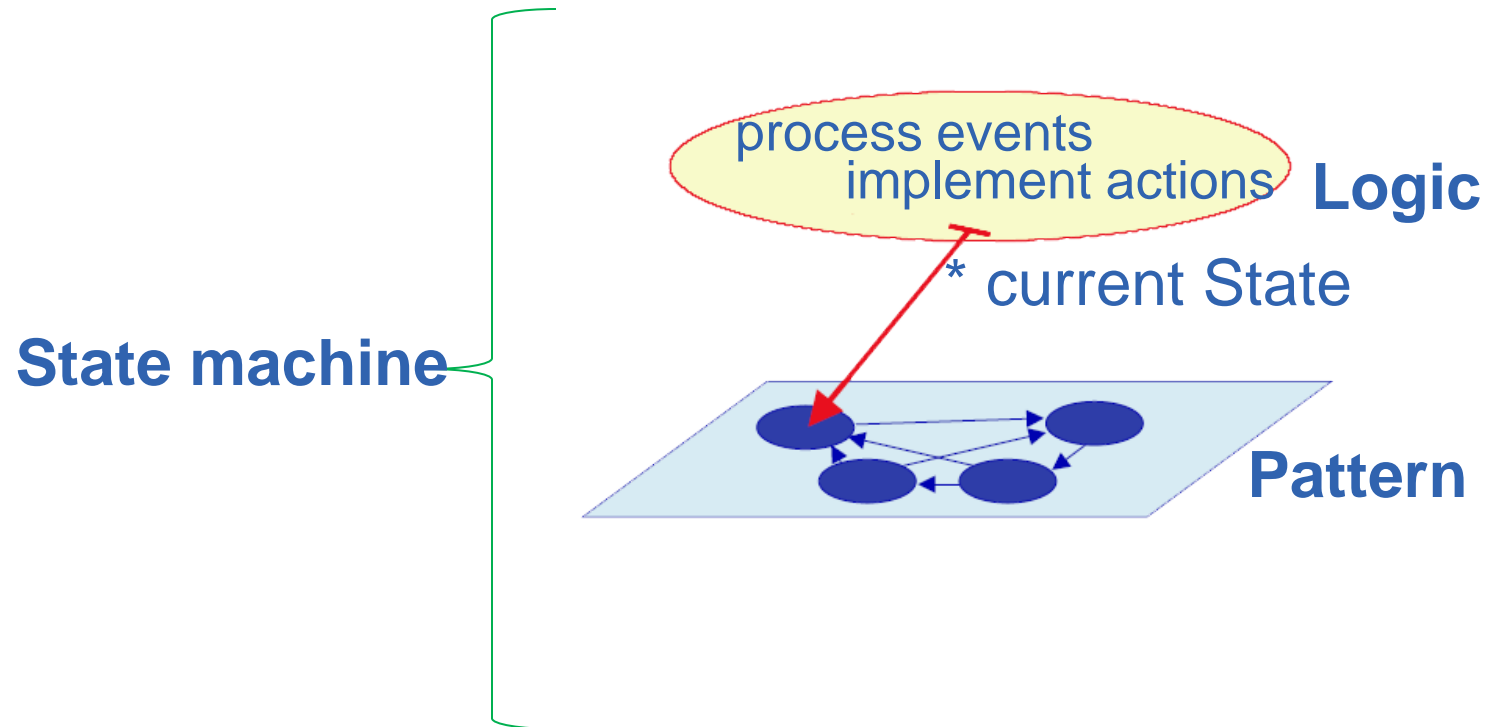 process events
implement actions
Logic
* current State
State machine
Pattern